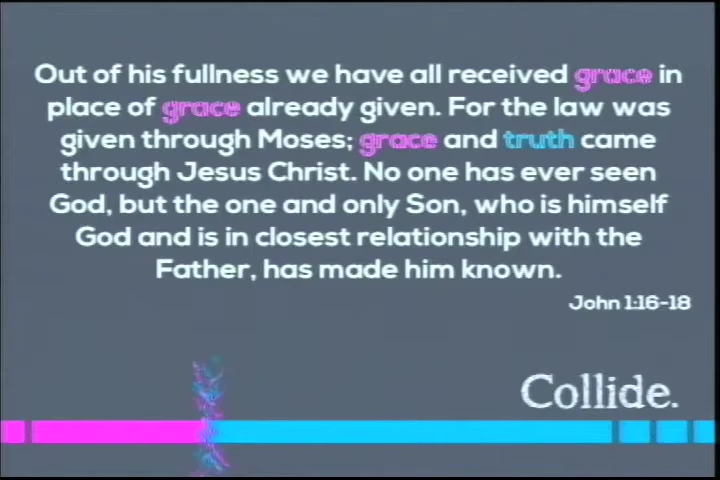 Out of his fullness we have all received grace in
place of grace already given. For the law was
given through Moses; grace and truth came
through Jesus Christ. No one has ever seen
God, but the one and only Son, who is himself
God and is in closest relationship with the
Father, has made him known.
John 1:16-18
Collide.